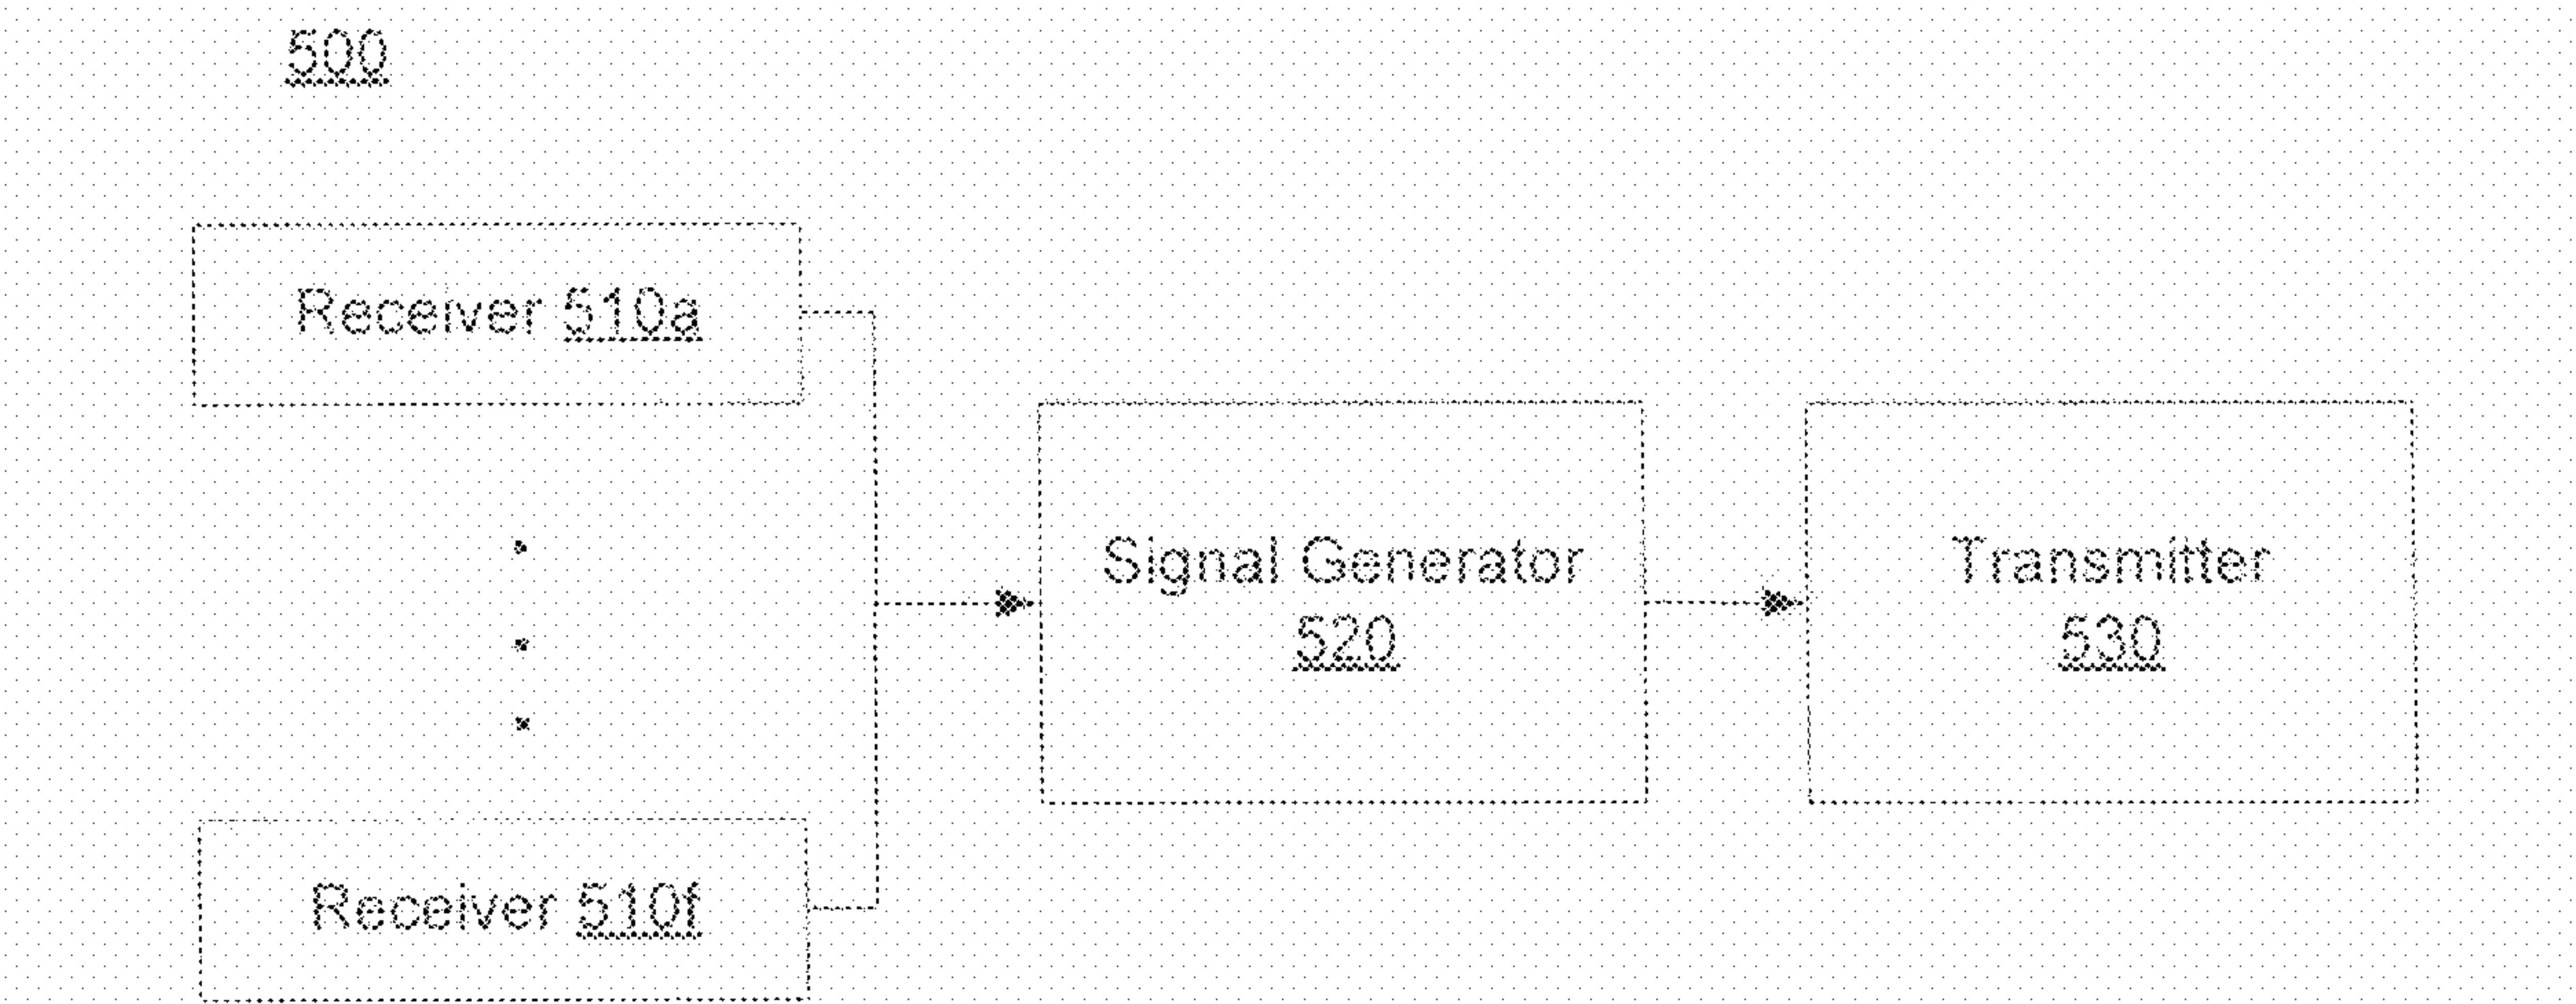 500
Receiver 510a
Signal Generator
520
Transmitter
530
Receiver 510f